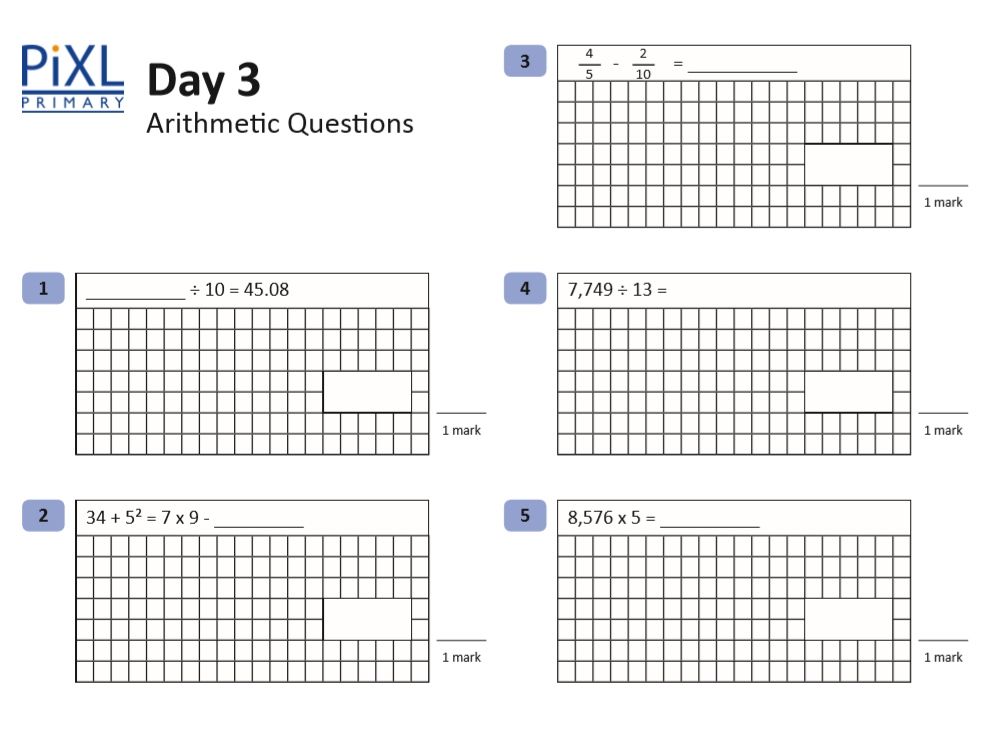 PiXL
PRIMARY
Day 3
Arithmetic Questions
1
__________ ÷ 10 = 45.08
1 mark
2
34 + 5² = 7 x 9 - _________
1 mark
3
4/5 - 2/10 = ___________
1 mark
4
7,749 ÷ 13 =
1 mark
5
8,576 x 5 = __________
1 mark